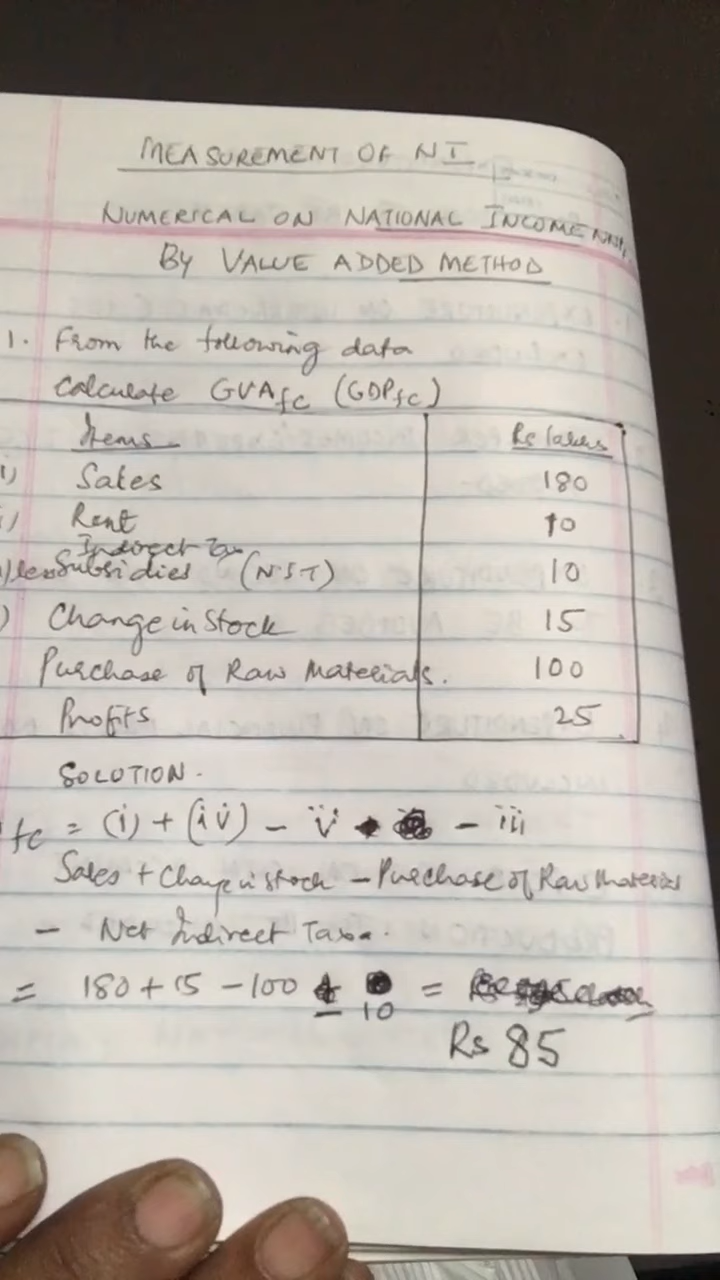 MEASUREMENT OF NI
NUMERICAL ON NATIONAL INCOME
BY VALUE ADDED METHOD
1. From the following data
Calculate GVAfc (GDPfc)
Items Rs lakhs
i) Sales 180
i) Rent 10
Indirect Tax
) less Subsidies (NIT) 10
) Change in Stock 15
Purchase of Raw Materials. 100
Profits 25
SOLUTION.
fc = (i) + (iv) - v - iii
Sales + Change in stock - Purchase of Raw Material
- Net Indirect Tax.
= 180 + 15 - 100 - 10 =
Rs 85